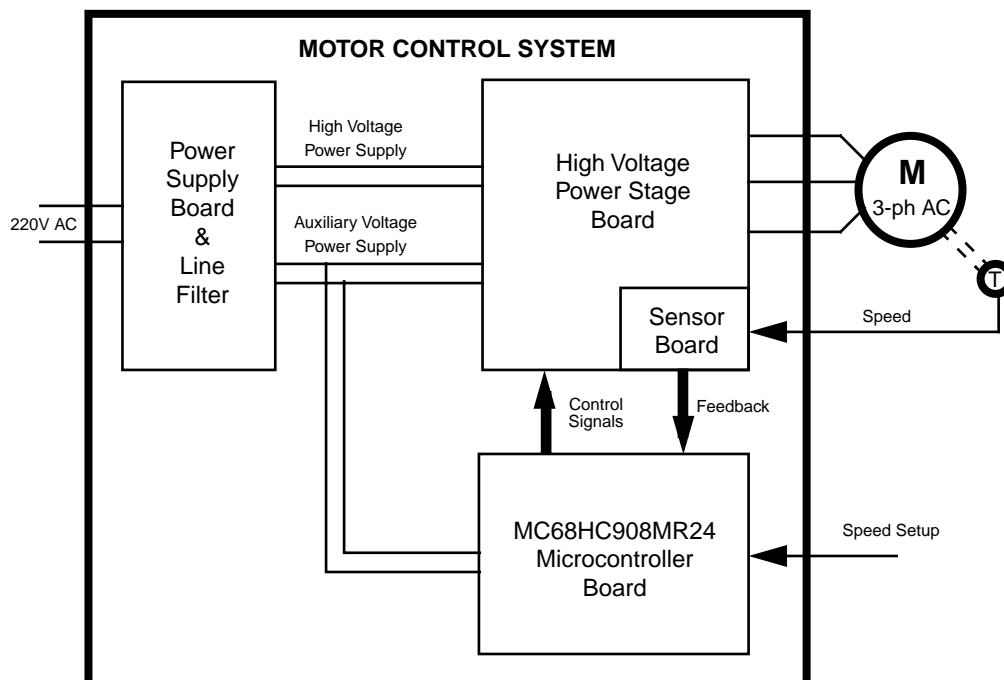 MOTOR CONTROL SYSTEM
220V AC
Power
Supply
Board
&
Line
Filter
High Voltage
Power Supply
Auxiliary Voltage
Power Supply
High Voltage
Power Stage
Board
Sensor
Board
M
3-ph AC
T
Speed
Control
Signals
Feedback
MC68HC908MR24
Microcontroller
Board
Speed Setup